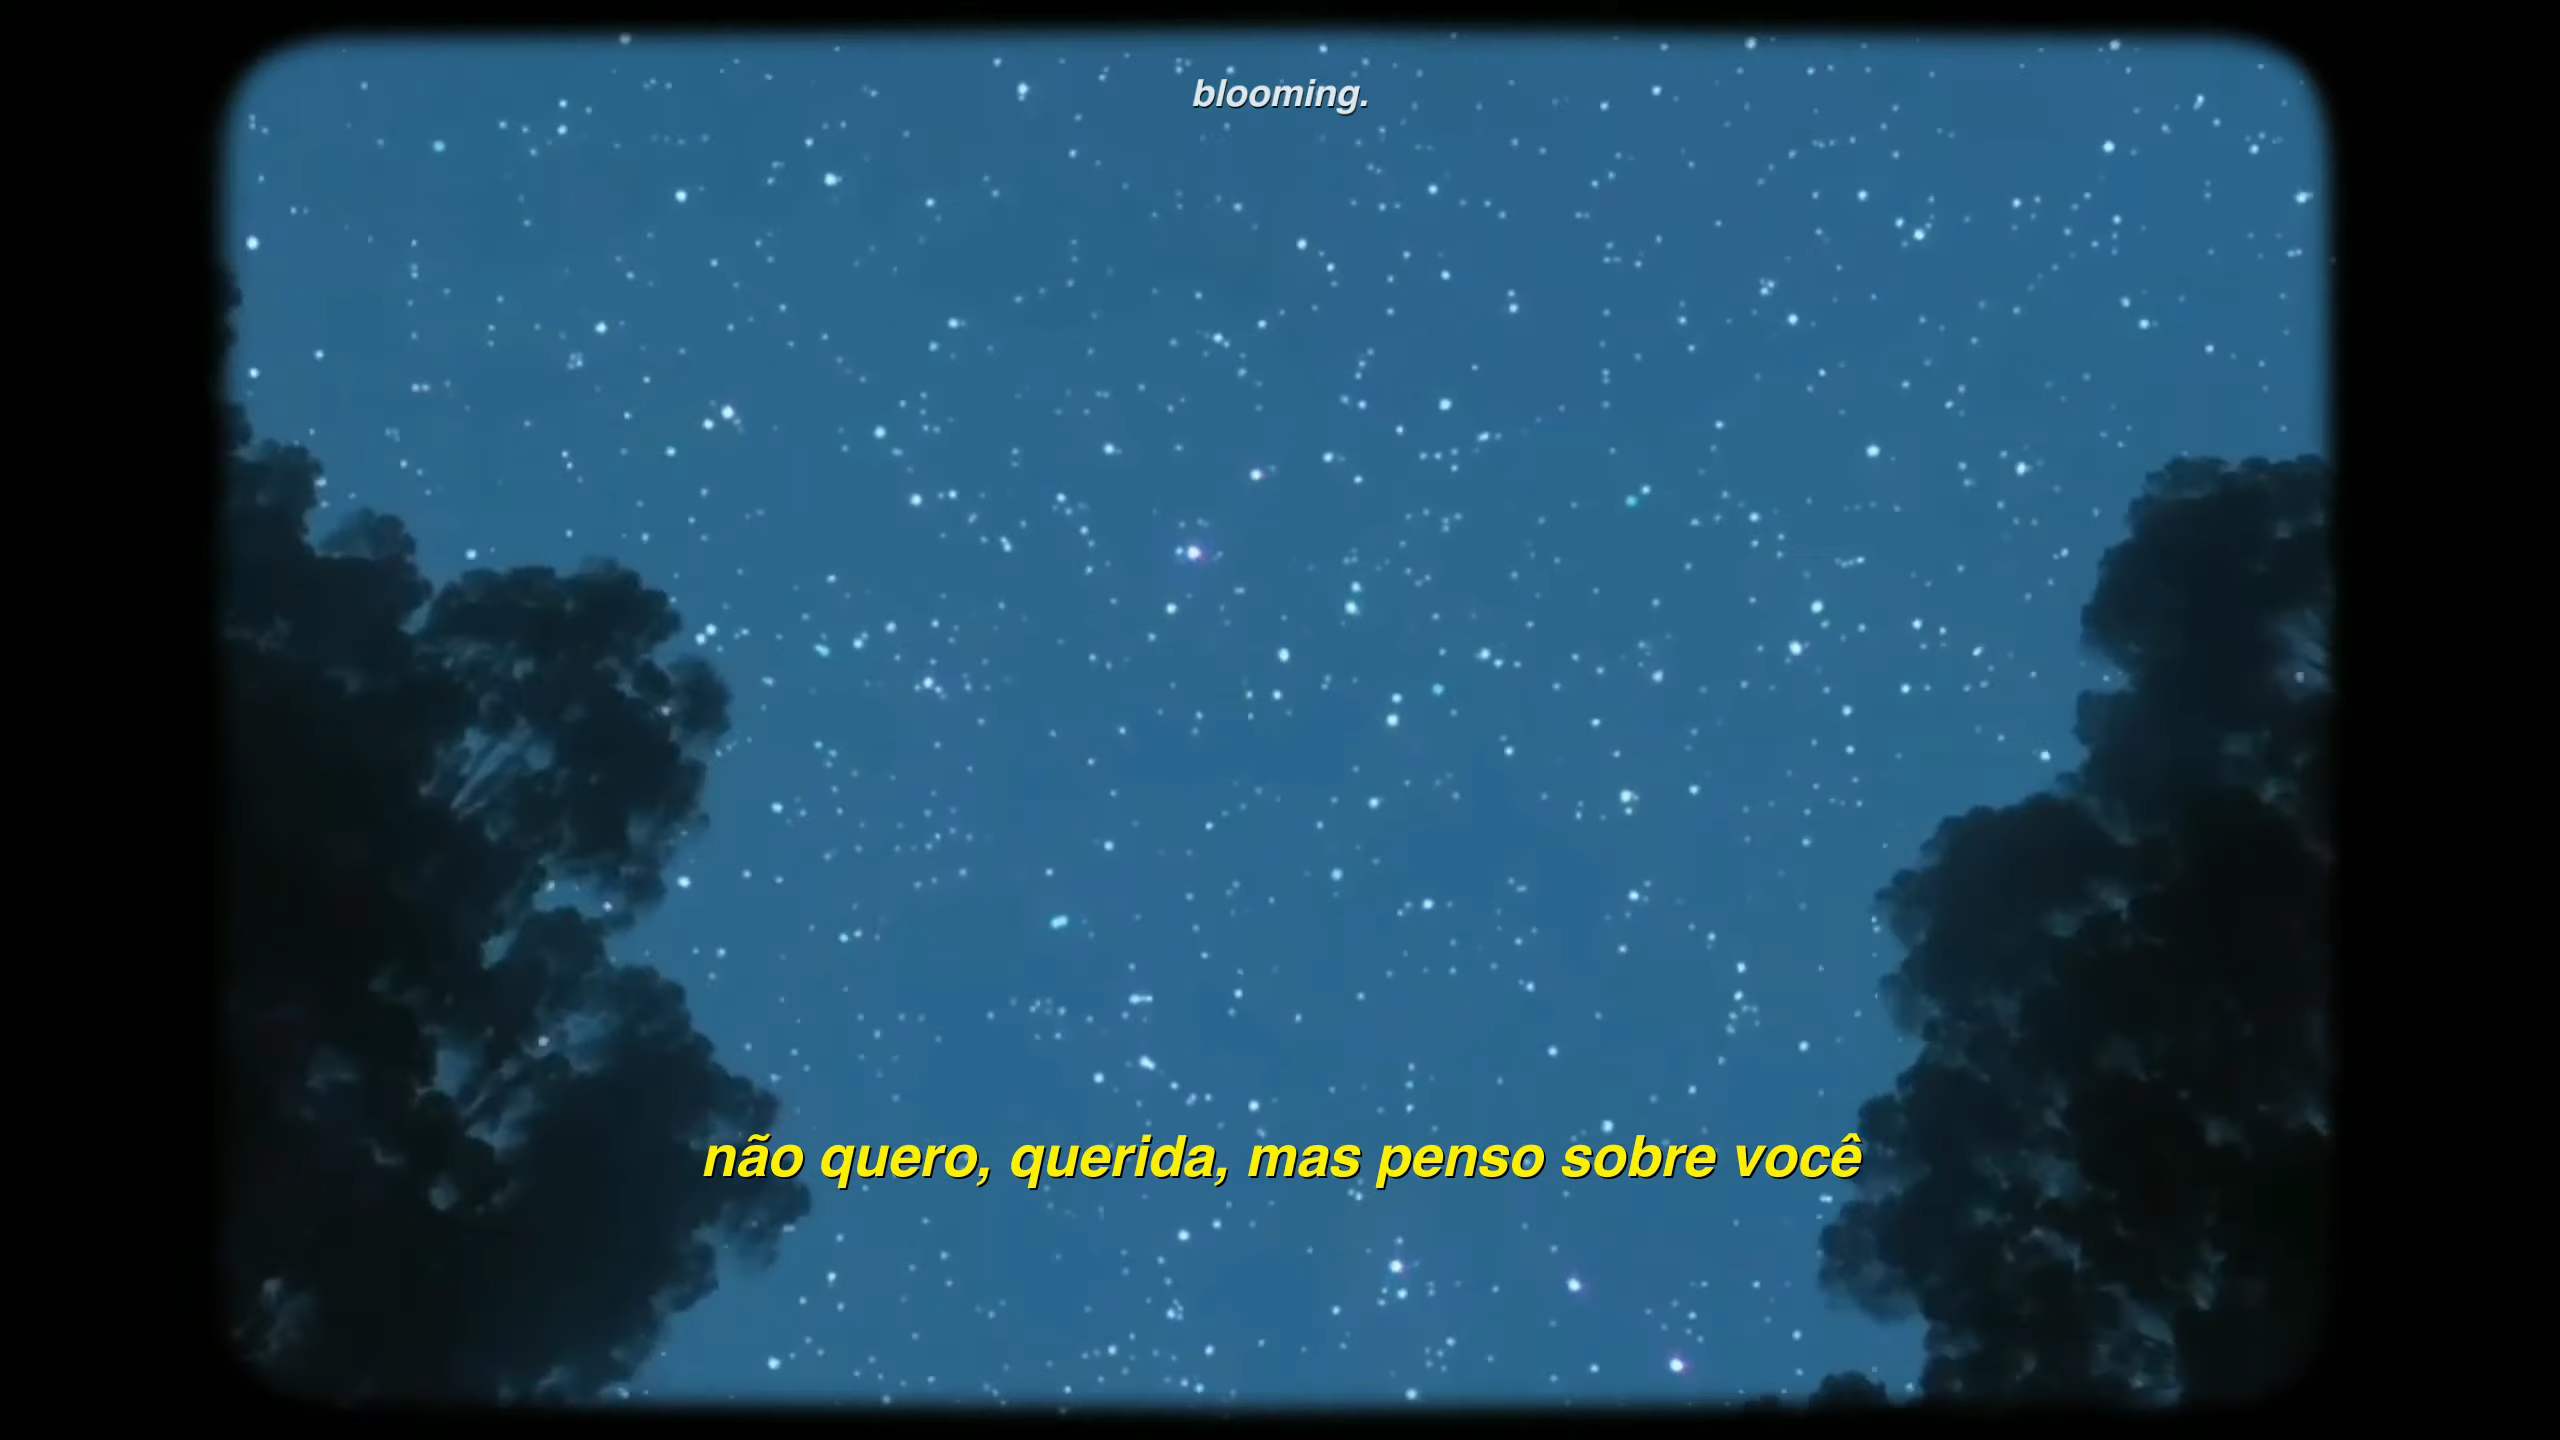 blooming.
não quero, querida, mas penso sobre você